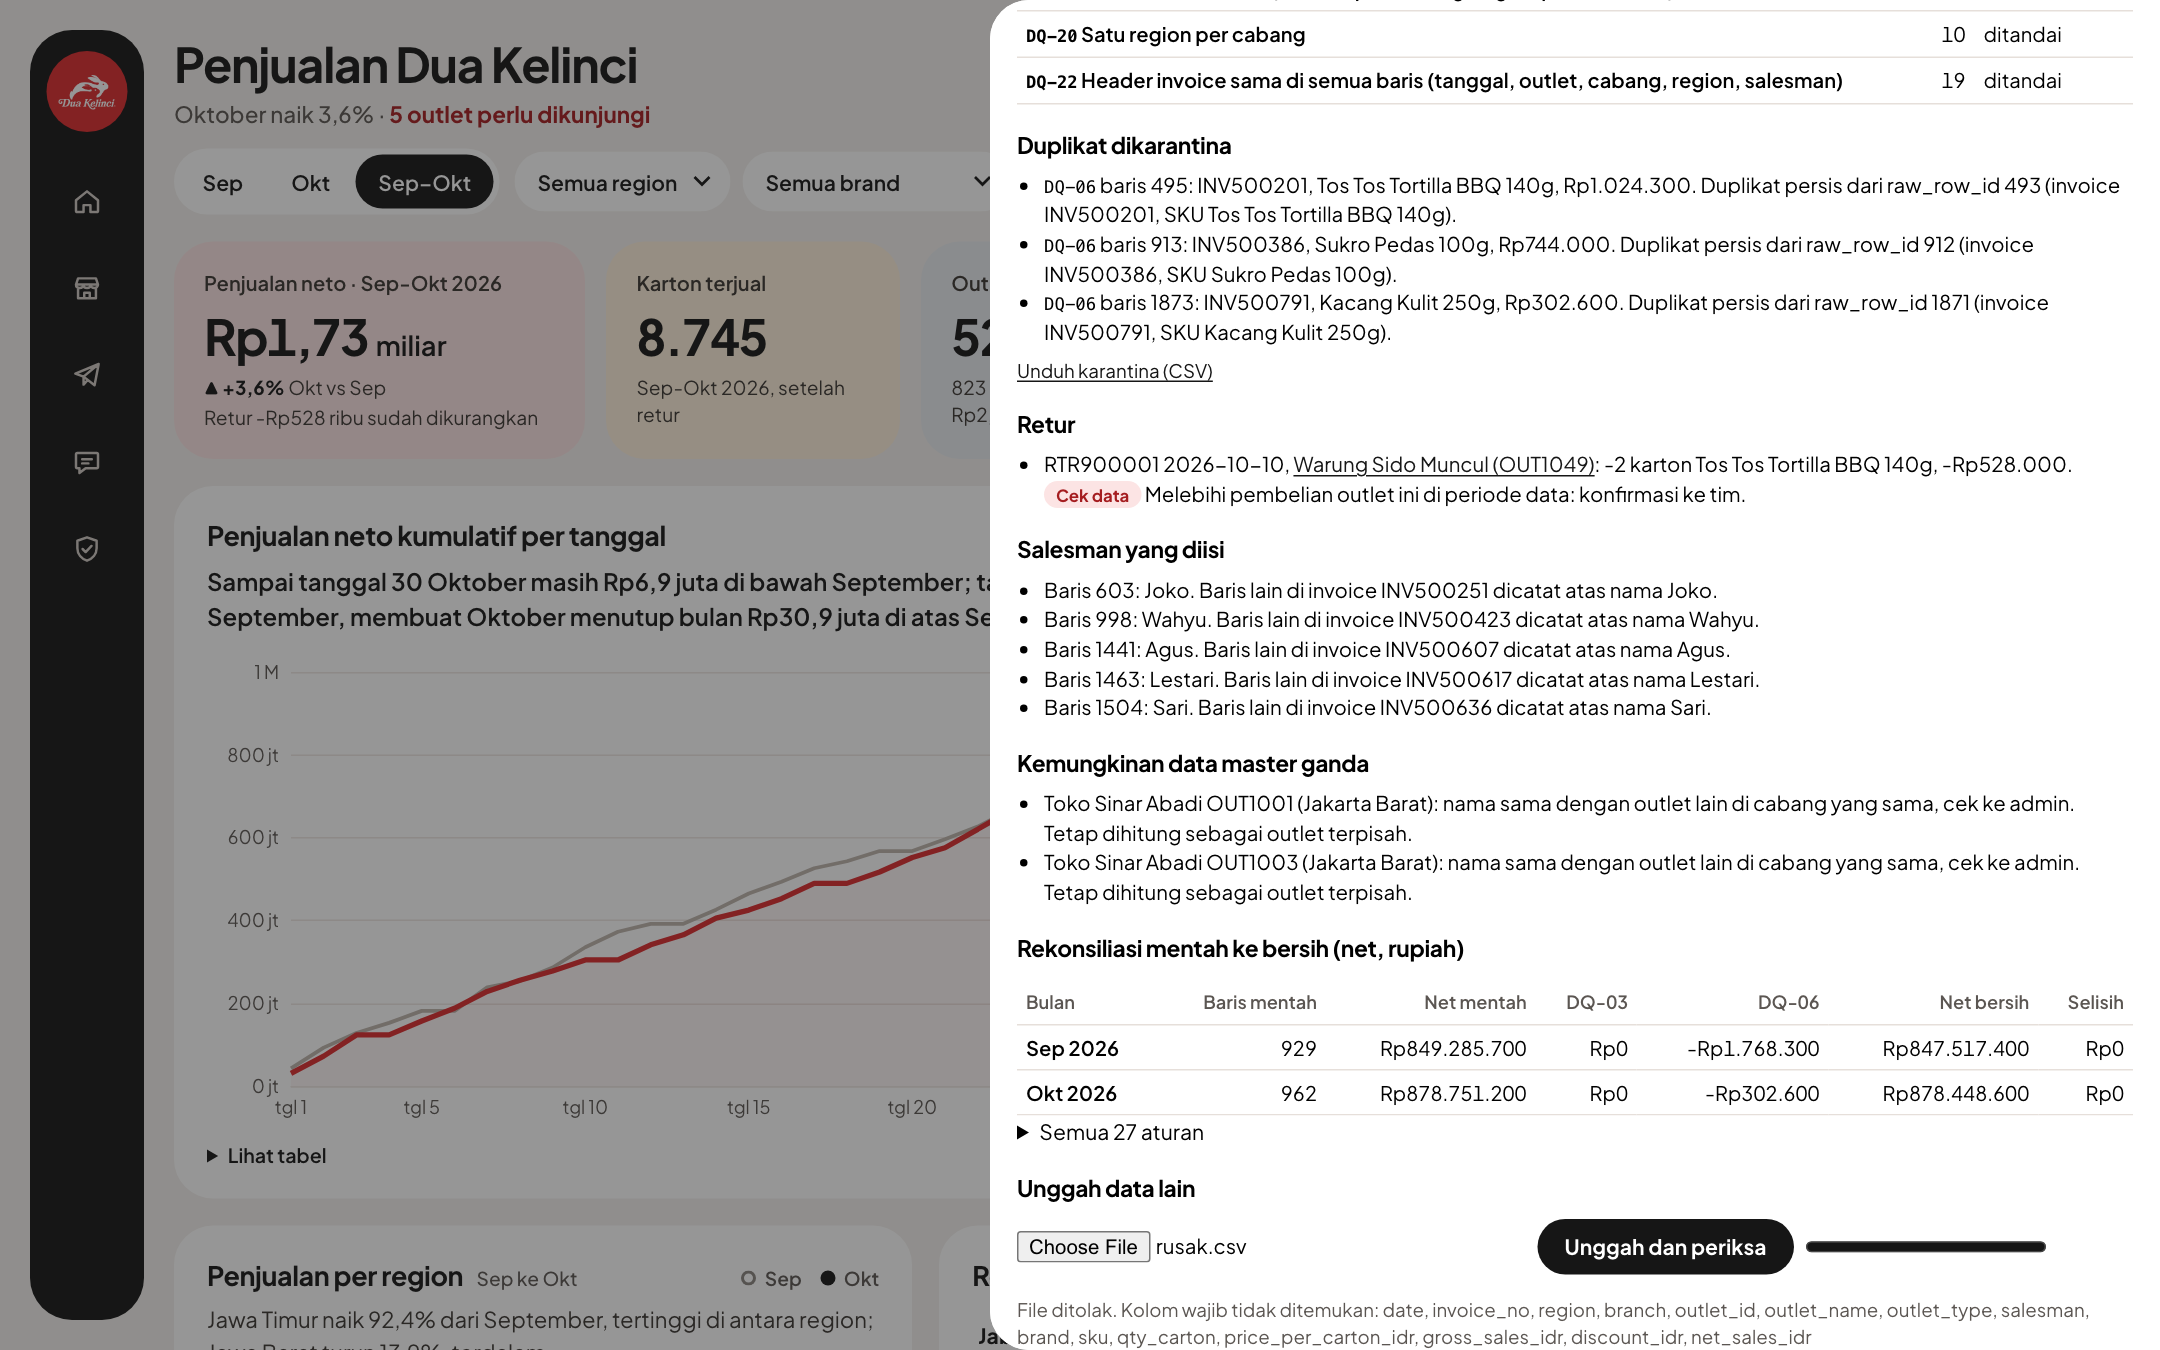 Dua Kelinci
Penjualan Dua Kelinci
Oktober naik 3,6% · 5 outlet perlu dikunjungi
Sep Okt Sep–Okt Semua region Semua brand
Penjualan neto · Sep–Okt 2026
Rp1,73 miliar
▲ +3,6% Okt vs Sep
Retur -Rp528 ribu sudah dikurangkan
Karton terjual
8.745
Sep-Okt 2026, setelah
retur
Out
52
823
Rp2
Penjualan neto kumulatif per tanggal
Sampai tanggal 30 Oktober masih Rp6,9 juta di bawah September; ta
September, membuat Oktober menutup bulan Rp30,9 juta di atas Se
1 M
800 jt
600 jt
400 jt
200 jt
0 jt
tgl 1 tgl 5 tgl 10 tgl 15 tgl 20
▶ Lihat tabel
Penjualan per region Sep ke Okt Sep Okt
Jawa Timur naik 92,4% dari September, tertinggi di antara region;
R
Ja
DQ-20 Satu region per cabang 10 ditandai
DQ-22 Header invoice sama di semua baris (tanggal, outlet, cabang, region, salesman) 19 ditandai
Duplikat dikarantina
• DQ-06 baris 495: INV500201, Tos Tos Tortilla BBQ 140g, Rp1.024.300. Duplikat persis dari raw_row_id 493 (invoice
INV500201, SKU Tos Tos Tortilla BBQ 140g).
• DQ-06 baris 913: INV500386, Sukro Pedas 100g, Rp744.000. Duplikat persis dari raw_row_id 912 (invoice
INV500386, SKU Sukro Pedas 100g).
• DQ-06 baris 1873: INV500791, Kacang Kulit 250g, Rp302.600. Duplikat persis dari raw_row_id 1871 (invoice
INV500791, SKU Kacang Kulit 250g).
Unduh karantina (CSV)
Retur
• RTR900001 2026-10-10, Warung Sido Muncul (OUT1049): -2 karton Tos Tos Tortilla BBQ 140g, -Rp528.000.
Cek data Melebihi pembelian outlet ini di periode data: konfirmasi ke tim.
Salesman yang diisi
• Baris 603: Joko. Baris lain di invoice INV500251 dicatat atas nama Joko.
• Baris 998: Wahyu. Baris lain di invoice INV500423 dicatat atas nama Wahyu.
• Baris 1441: Agus. Baris lain di invoice INV500607 dicatat atas nama Agus.
• Baris 1463: Lestari. Baris lain di invoice INV500617 dicatat atas nama Lestari.
• Baris 1504: Sari. Baris lain di invoice INV500636 dicatat atas nama Sari.
Kemungkinan data master ganda
• Toko Sinar Abadi OUT1001 (Jakarta Barat): nama sama dengan outlet lain di cabang yang sama, cek ke admin.
Tetap dihitung sebagai outlet terpisah.
• Toko Sinar Abadi OUT1003 (Jakarta Barat): nama sama dengan outlet lain di cabang yang sama, cek ke admin.
Tetap dihitung sebagai outlet terpisah.
Rekonsiliasi mentah ke bersih (net, rupiah)
Bulan Baris mentah Net mentah DQ-03 DQ-06 Net bersih Selisih
Sep 2026 929 Rp849.285.700 Rp0 -Rp1.768.300 Rp847.517.400 Rp0
Okt 2026 962 Rp878.751.200 Rp0 -Rp302.600 Rp878.448.600 Rp0
▶ Semua 27 aturan
Unggah data lain
Choose File rusak.csv Unggah dan periksa
File ditolak. Kolom wajib tidak ditemukan: date, invoice_no, region, branch, outlet_id, outlet_name, outlet_type, salesman,
brand, sku, qty_carton, price_per_carton_idr, gross_sales_idr, discount_idr, net_sales_idr